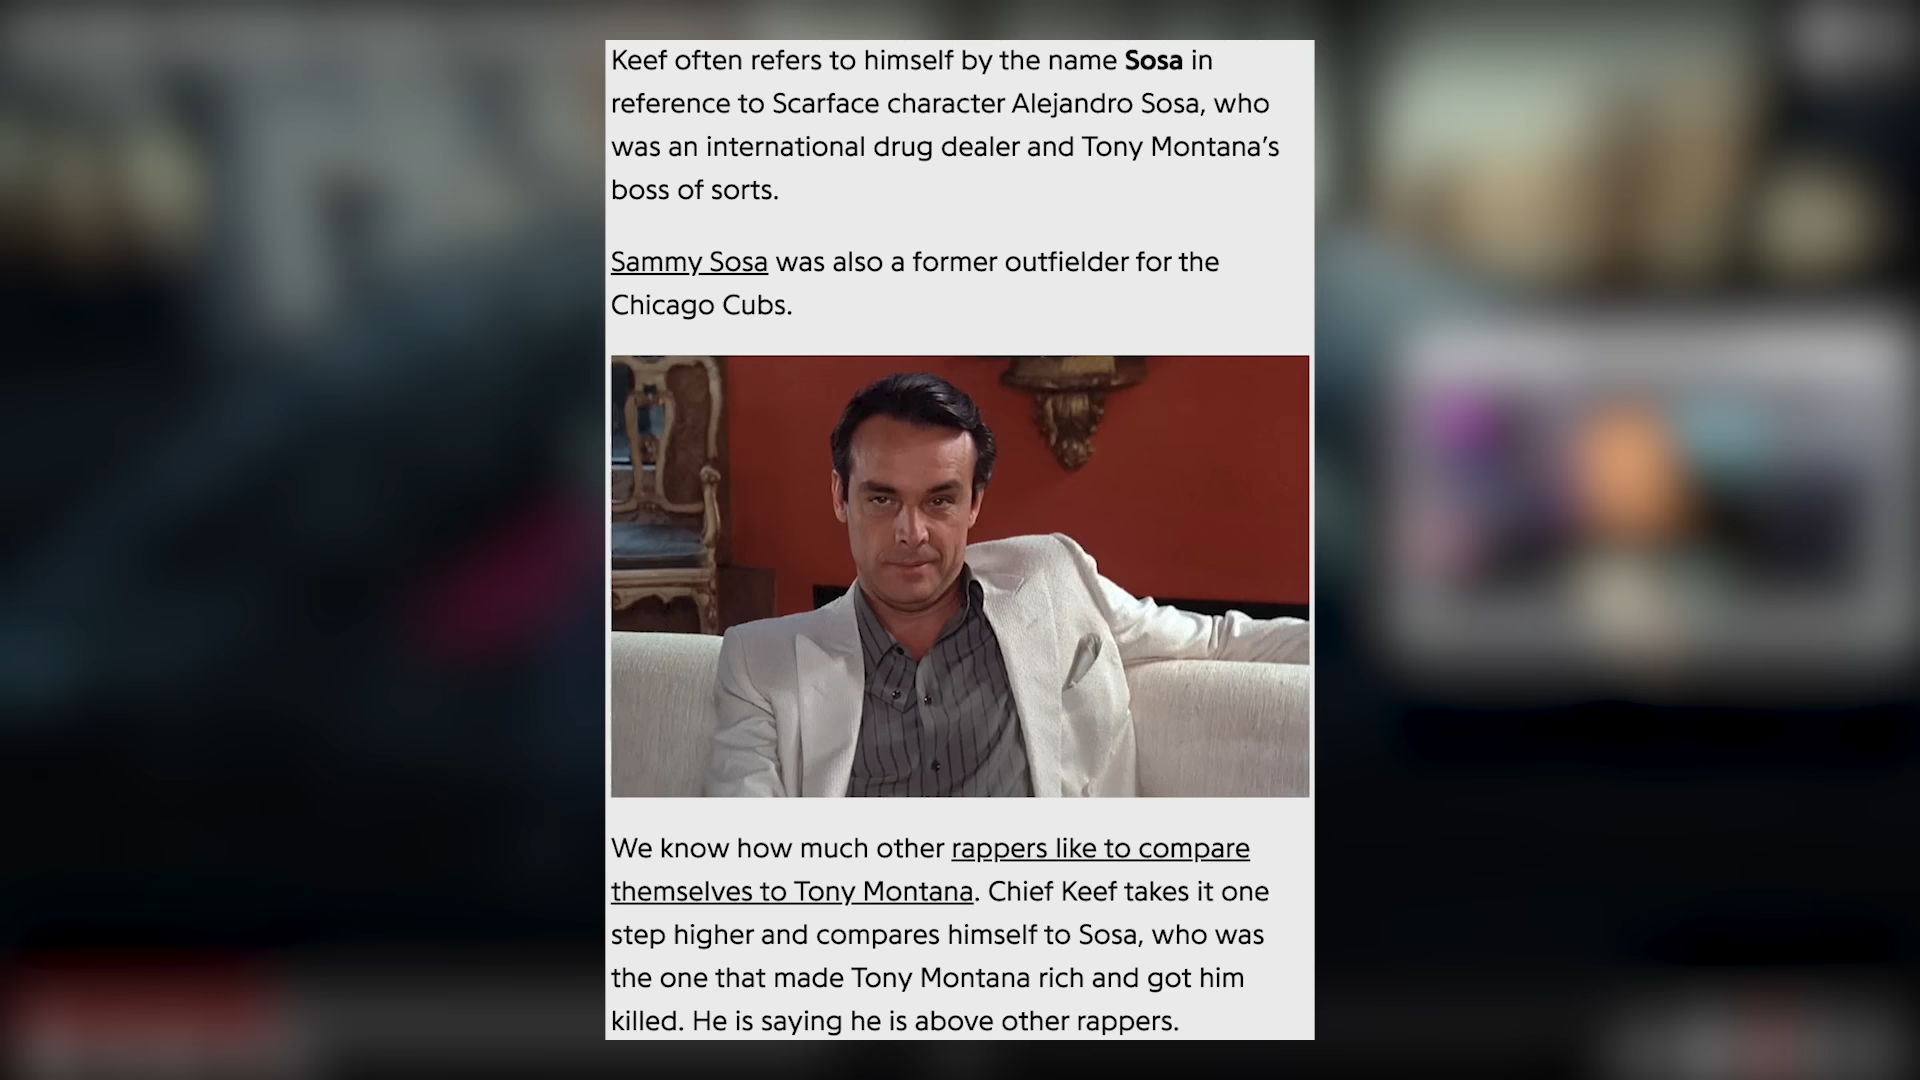 Keef often refers to himself by the name Sosa in
reference to Scarface character Alejandro Sosa, who
was an international drug dealer and Tony Montana’s
boss of sorts.
Sammy Sosa was also a former outfielder for the
Chicago Cubs.
We know how much other rappers like to compare
themselves to Tony Montana. Chief Keef takes it one
step higher and compares himself to Sosa, who was
the one that made Tony Montana rich and got him
killed. He is saying he is above other rappers.